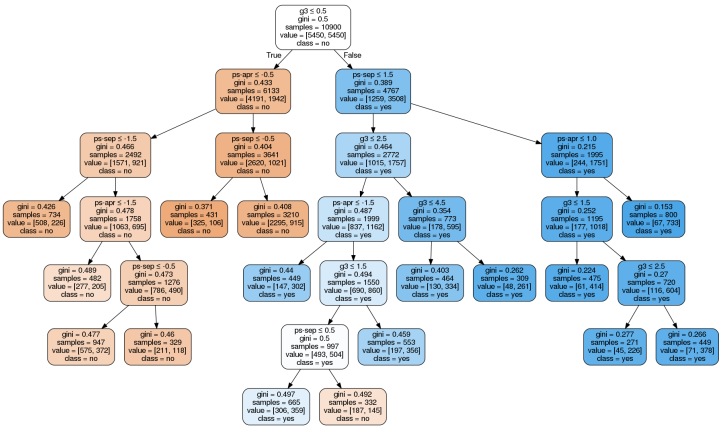 g3 ≤ 0.5
gini = 0.5
samples = 10900
value = [5450, 5450]
class = no
True
False
ps-apr ≤ -0.5
gini = 0.433
samples = 6133
value = [4191, 1942]
class = no
ps-sep ≤ 1.5
gini = 0.389
samples = 4767
value = [1259, 3508]
class = yes
ps-sep ≤ -1.5
gini = 0.466
samples = 2492
value = [1571, 921]
class = no
ps-sep ≤ -0.5
gini = 0.404
samples = 3641
value = [2620, 1021]
class = no
g3 ≤ 2.5
gini = 0.464
samples = 2772
value = [1015, 1757]
class = yes
ps-apr ≤ 1.0
gini = 0.215
samples = 1995
value = [244, 1751]
class = yes
gini = 0.426
samples = 734
value = [508, 226]
class = no
ps-apr ≤ -1.5
gini = 0.478
samples = 1758
value = [1063, 695]
class = no
gini = 0.371
samples = 431
value = [325, 106]
class = no
gini = 0.408
samples = 3210
value = [2295, 915]
class = no
ps-apr ≤ -1.5
gini = 0.487
samples = 1999
value = [837, 1162]
class = yes
g3 ≤ 4.5
gini = 0.354
samples = 773
value = [178, 595]
class = yes
g3 ≤ 1.5
gini = 0.252
samples = 1195
value = [177, 1018]
class = yes
gini = 0.153
samples = 800
value = [67, 733]
class = yes
gini = 0.489
samples = 482
value = [277, 205]
class = no
ps-sep ≤ -0.5
gini = 0.473
samples = 1276
value = [786, 490]
class = no
gini = 0.44
samples = 449
value = [147, 302]
class = yes
g3 ≤ 1.5
gini = 0.494
samples = 1550
value = [690, 860]
class = yes
gini = 0.403
samples = 464
value = [130, 334]
class = yes
gini = 0.262
samples = 309
value = [48, 261]
class = yes
gini = 0.224
samples = 475
value = [61, 414]
class = yes
g3 ≤ 2.5
gini = 0.27
samples = 720
value = [116, 604]
class = yes
gini = 0.477
samples = 947
value = [575, 372]
class = no
gini = 0.46
samples = 329
value = [211, 118]
class = no
ps-sep ≤ 0.5
gini = 0.5
samples = 997
value = [493, 504]
class = yes
gini = 0.459
samples = 553
value = [197, 356]
class = yes
gini = 0.277
samples = 271
value = [45, 226]
class = yes
gini = 0.266
samples = 449
value = [71, 378]
class = yes
gini = 0.497
samples = 665
value = [306, 359]
class = yes
gini = 0.492
samples = 332
value = [187, 145]
class = no